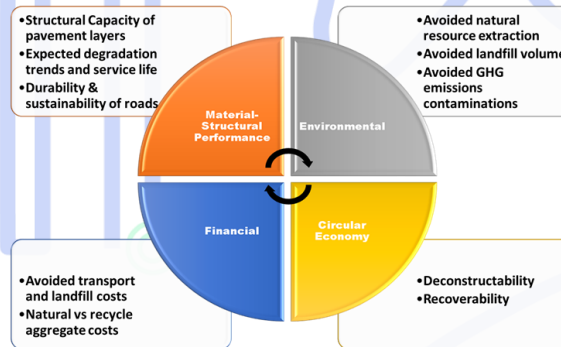 •Structural Capacity of
pavement layers
•Expected degradation
trends and service life
•Durability &
sustainability of roads
•Avoided natural
resource extraction
•Avoided landfill volume
•Avoided GHG
emissions
contaminations
Material-
Structural
Performance
Environmental
Financial
Circular
Economy
•Avoided transport
and landfill costs
•Natural vs recycle
aggregate costs
•Deconstructability
•Recoverability